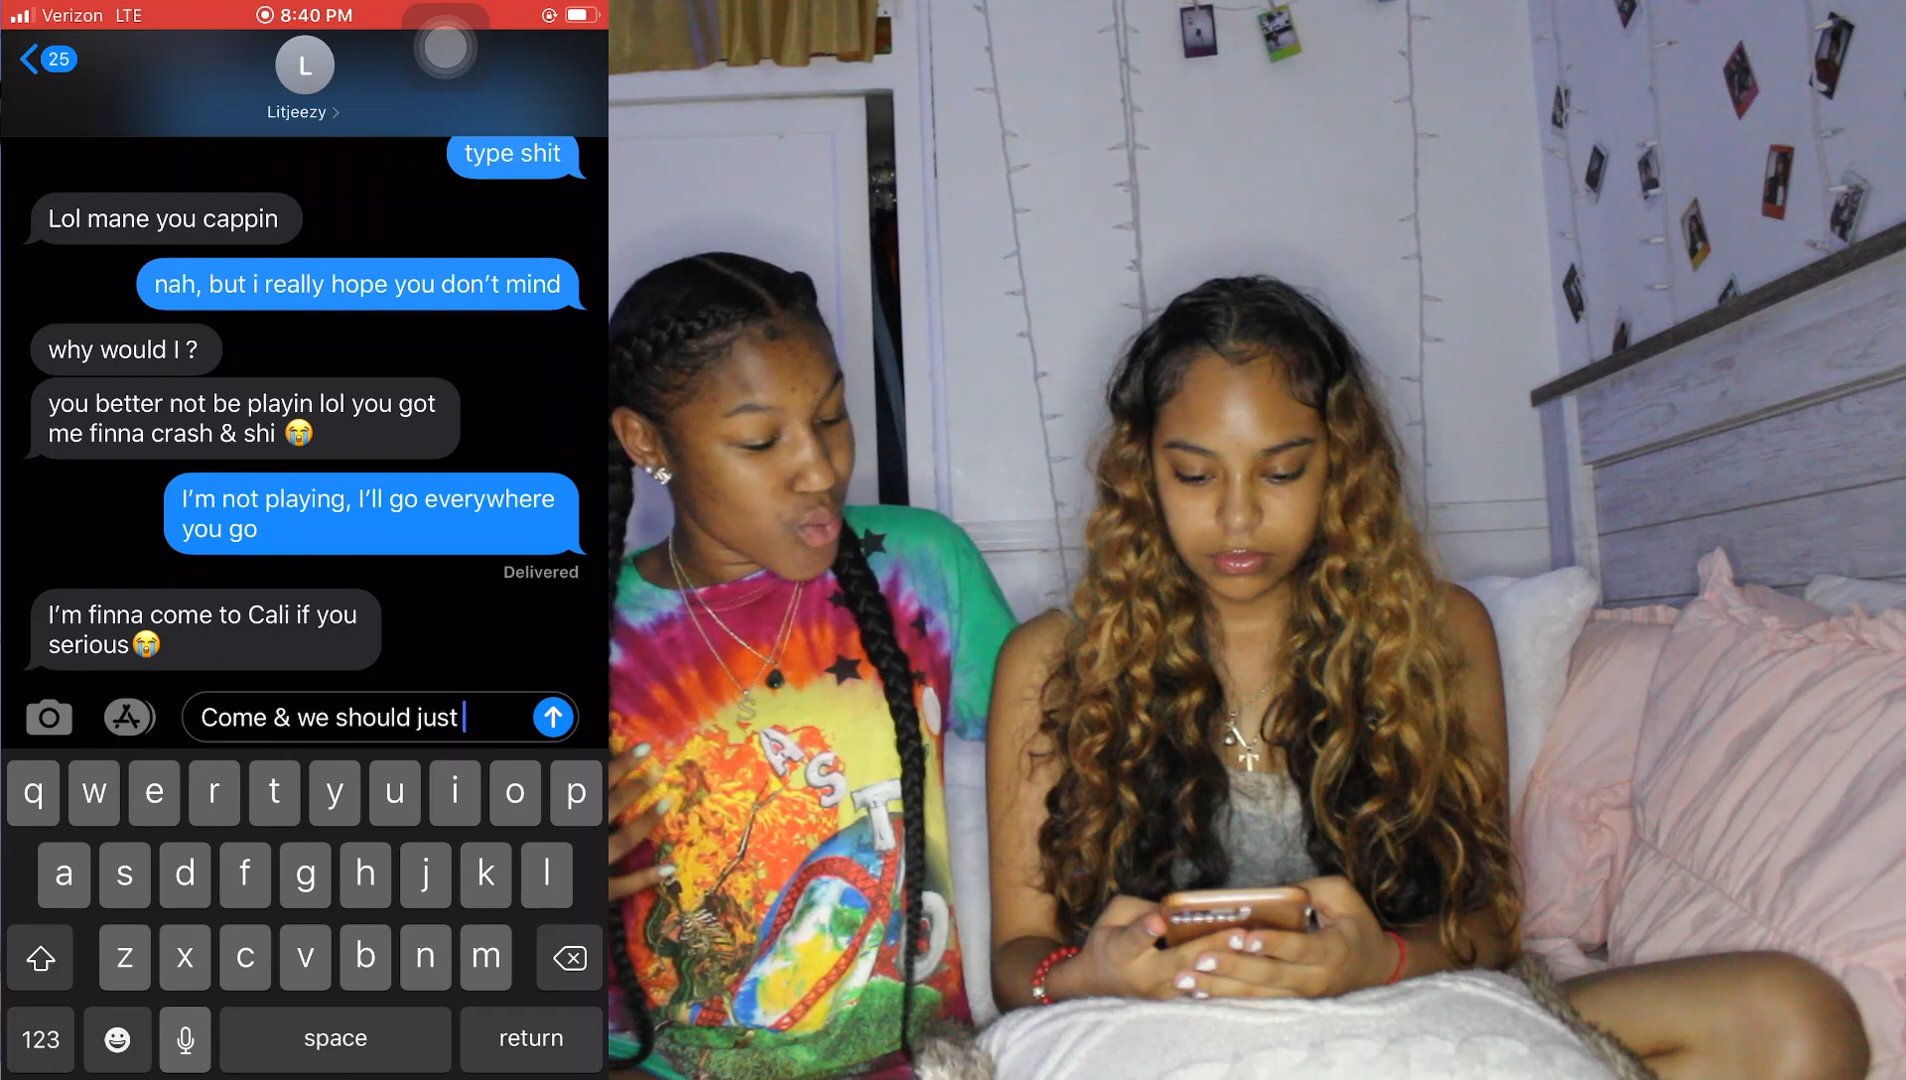 Verizon LTE 8:40 PM
25
L
Litjeezy >
type shit
Lol mane you cappin
nah, but i really hope you don’t mind
why would I ?
you better not be playin lol you got
me finna crash & shi 😭
I’m not playing, I’ll go everywhere
you go
Delivered
I’m finna come to Cali if you
serious😭
Come & we should just
q w e r t y u i o p
a s d f g h j k l
z x c v b n m
123 space return
A S T